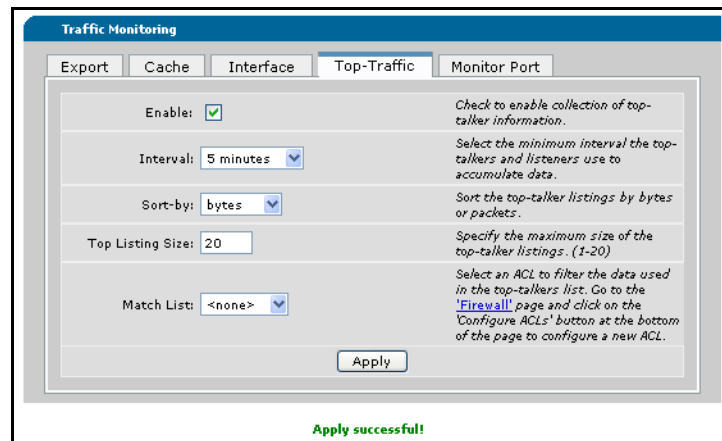 Traffic Monitoring
Export Cache Interface Top-Traffic Monitor Port
Enable:
Check to enable collection of top-
talker information.
Interval: 5 minutes
Select the minimum interval the top-
talkers and listeners use to
accumulate data.
Sort-by: bytes
Sort the top-talker listings by bytes
or packets.
Top Listing Size: 20
Specify the maximum size of the
top-talker listings. (1-20)
Match List: <none>
Select an ACL to filter the data used
in the top-talkers list. Go to the
'Firewall' page and click on the
'Configure ACLs' button at the bottom
of the page to configure a new ACL.
Apply
Apply successful!